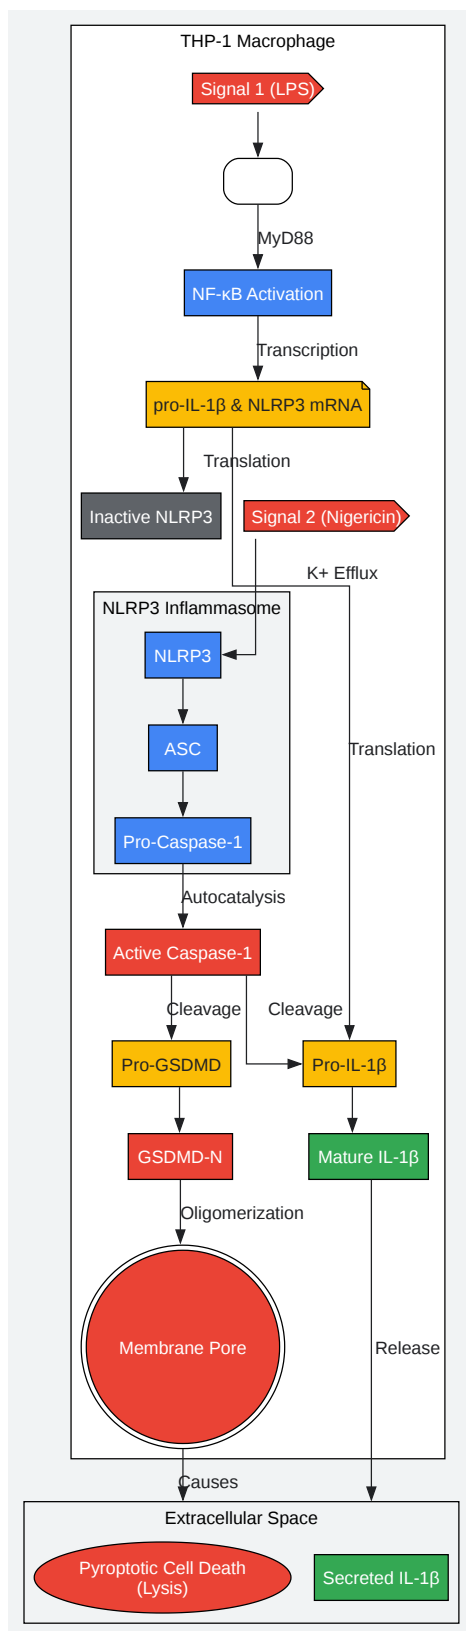 THP-1 Macrophage
Signal 1 (LPS)
MyD88
NF-κB Activation
Transcription
pro-IL-1β & NLRP3 mRNA
Translation
Inactive NLRP3
Signal 2 (Nigericin)
K+ Efflux
NLRP3 Inflammasome
NLRP3
ASC
Translation
Pro-Caspase-1
Autocatalysis
Active Caspase-1
Cleavage
Cleavage
Pro-GSDMD
Pro-IL-1β
GSDMD-N
Mature IL-1β
Oligomerization
Membrane Pore
Release
Causes
Extracellular Space
Pyroptotic Cell Death
(Lysis)
Secreted IL-1β